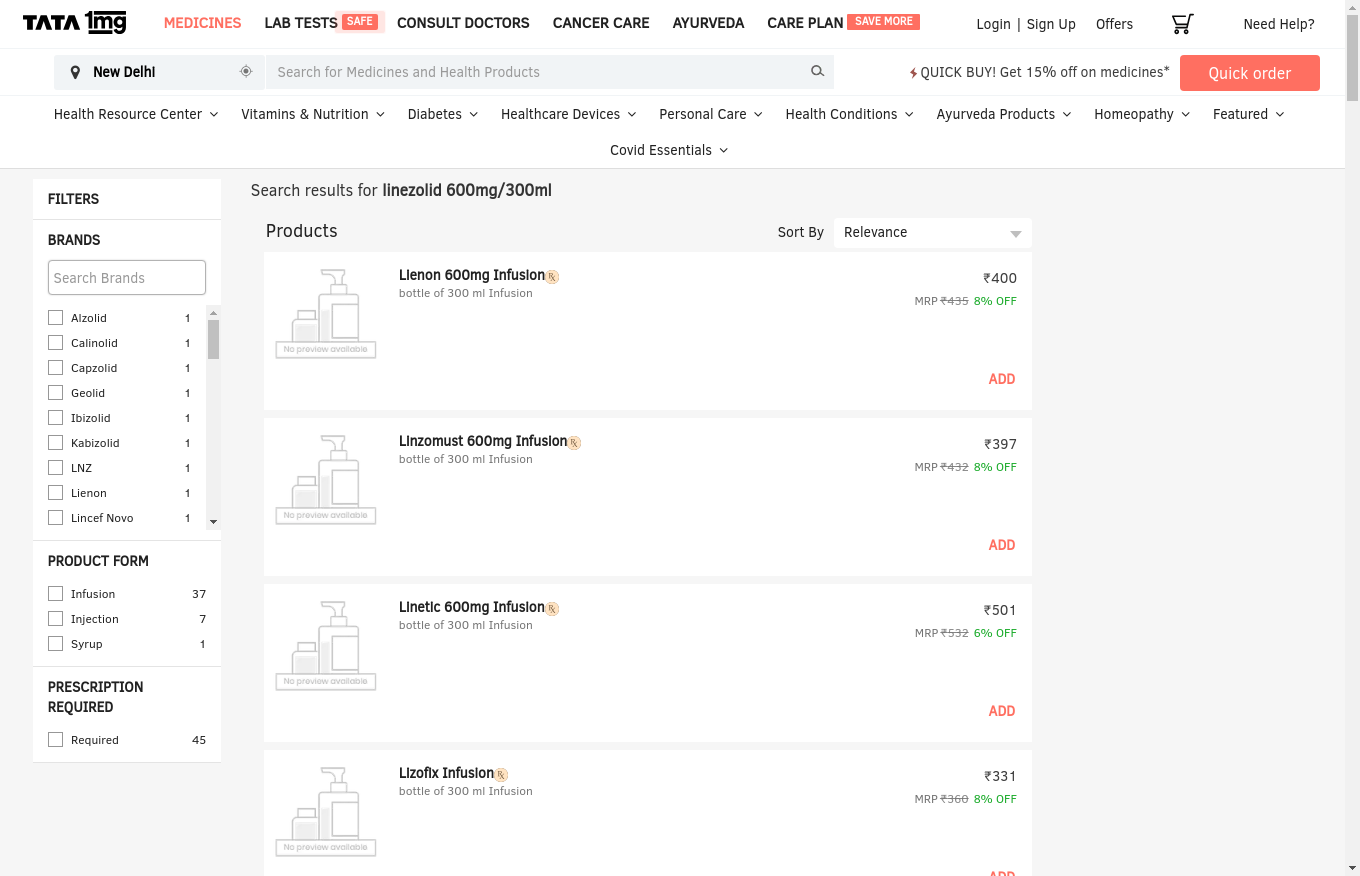 TATA 1mg
MEDICINES LAB TESTS SAFE CONSULT DOCTORS CANCER CARE AYURVEDA CARE PLAN SAVE MORE Login | Sign Up Offers Need Help?
New Delhi Search for Medicines and Health Products QUICK BUY! Get 15% off on medicines* Quick order
Health Resource Center Vitamins & Nutrition Diabetes Healthcare Devices Personal Care Health Conditions Ayurveda Products Homeopathy Featured
Covid Essentials
FILTERS
BRANDS
Search Brands
Alzolid 1
Calinolid 1
Capzolid 1
Geolid 1
Ibizolid 1
Kabizolid 1
LNZ 1
Lienon 1
Lincef Novo 1
PRODUCT FORM
Infusion 37
Injection 7
Syrup 1
PRESCRIPTION
REQUIRED
Required 45
Search results for linezolid 600mg/300ml
Products Sort By Relevance
Lienon 600mg Infusion Rx ₹400
bottle of 300 ml Infusion MRP ₹435 8% OFF
No preview available
ADD
Linzomust 600mg Infusion Rx ₹397
bottle of 300 ml Infusion MRP ₹432 8% OFF
No preview available
ADD
Linetic 600mg Infusion Rx ₹501
bottle of 300 ml Infusion MRP ₹532 6% OFF
No preview available
ADD
Lizofix Infusion Rx ₹331
bottle of 300 ml Infusion MRP ₹360 8% OFF
No preview available
ADD